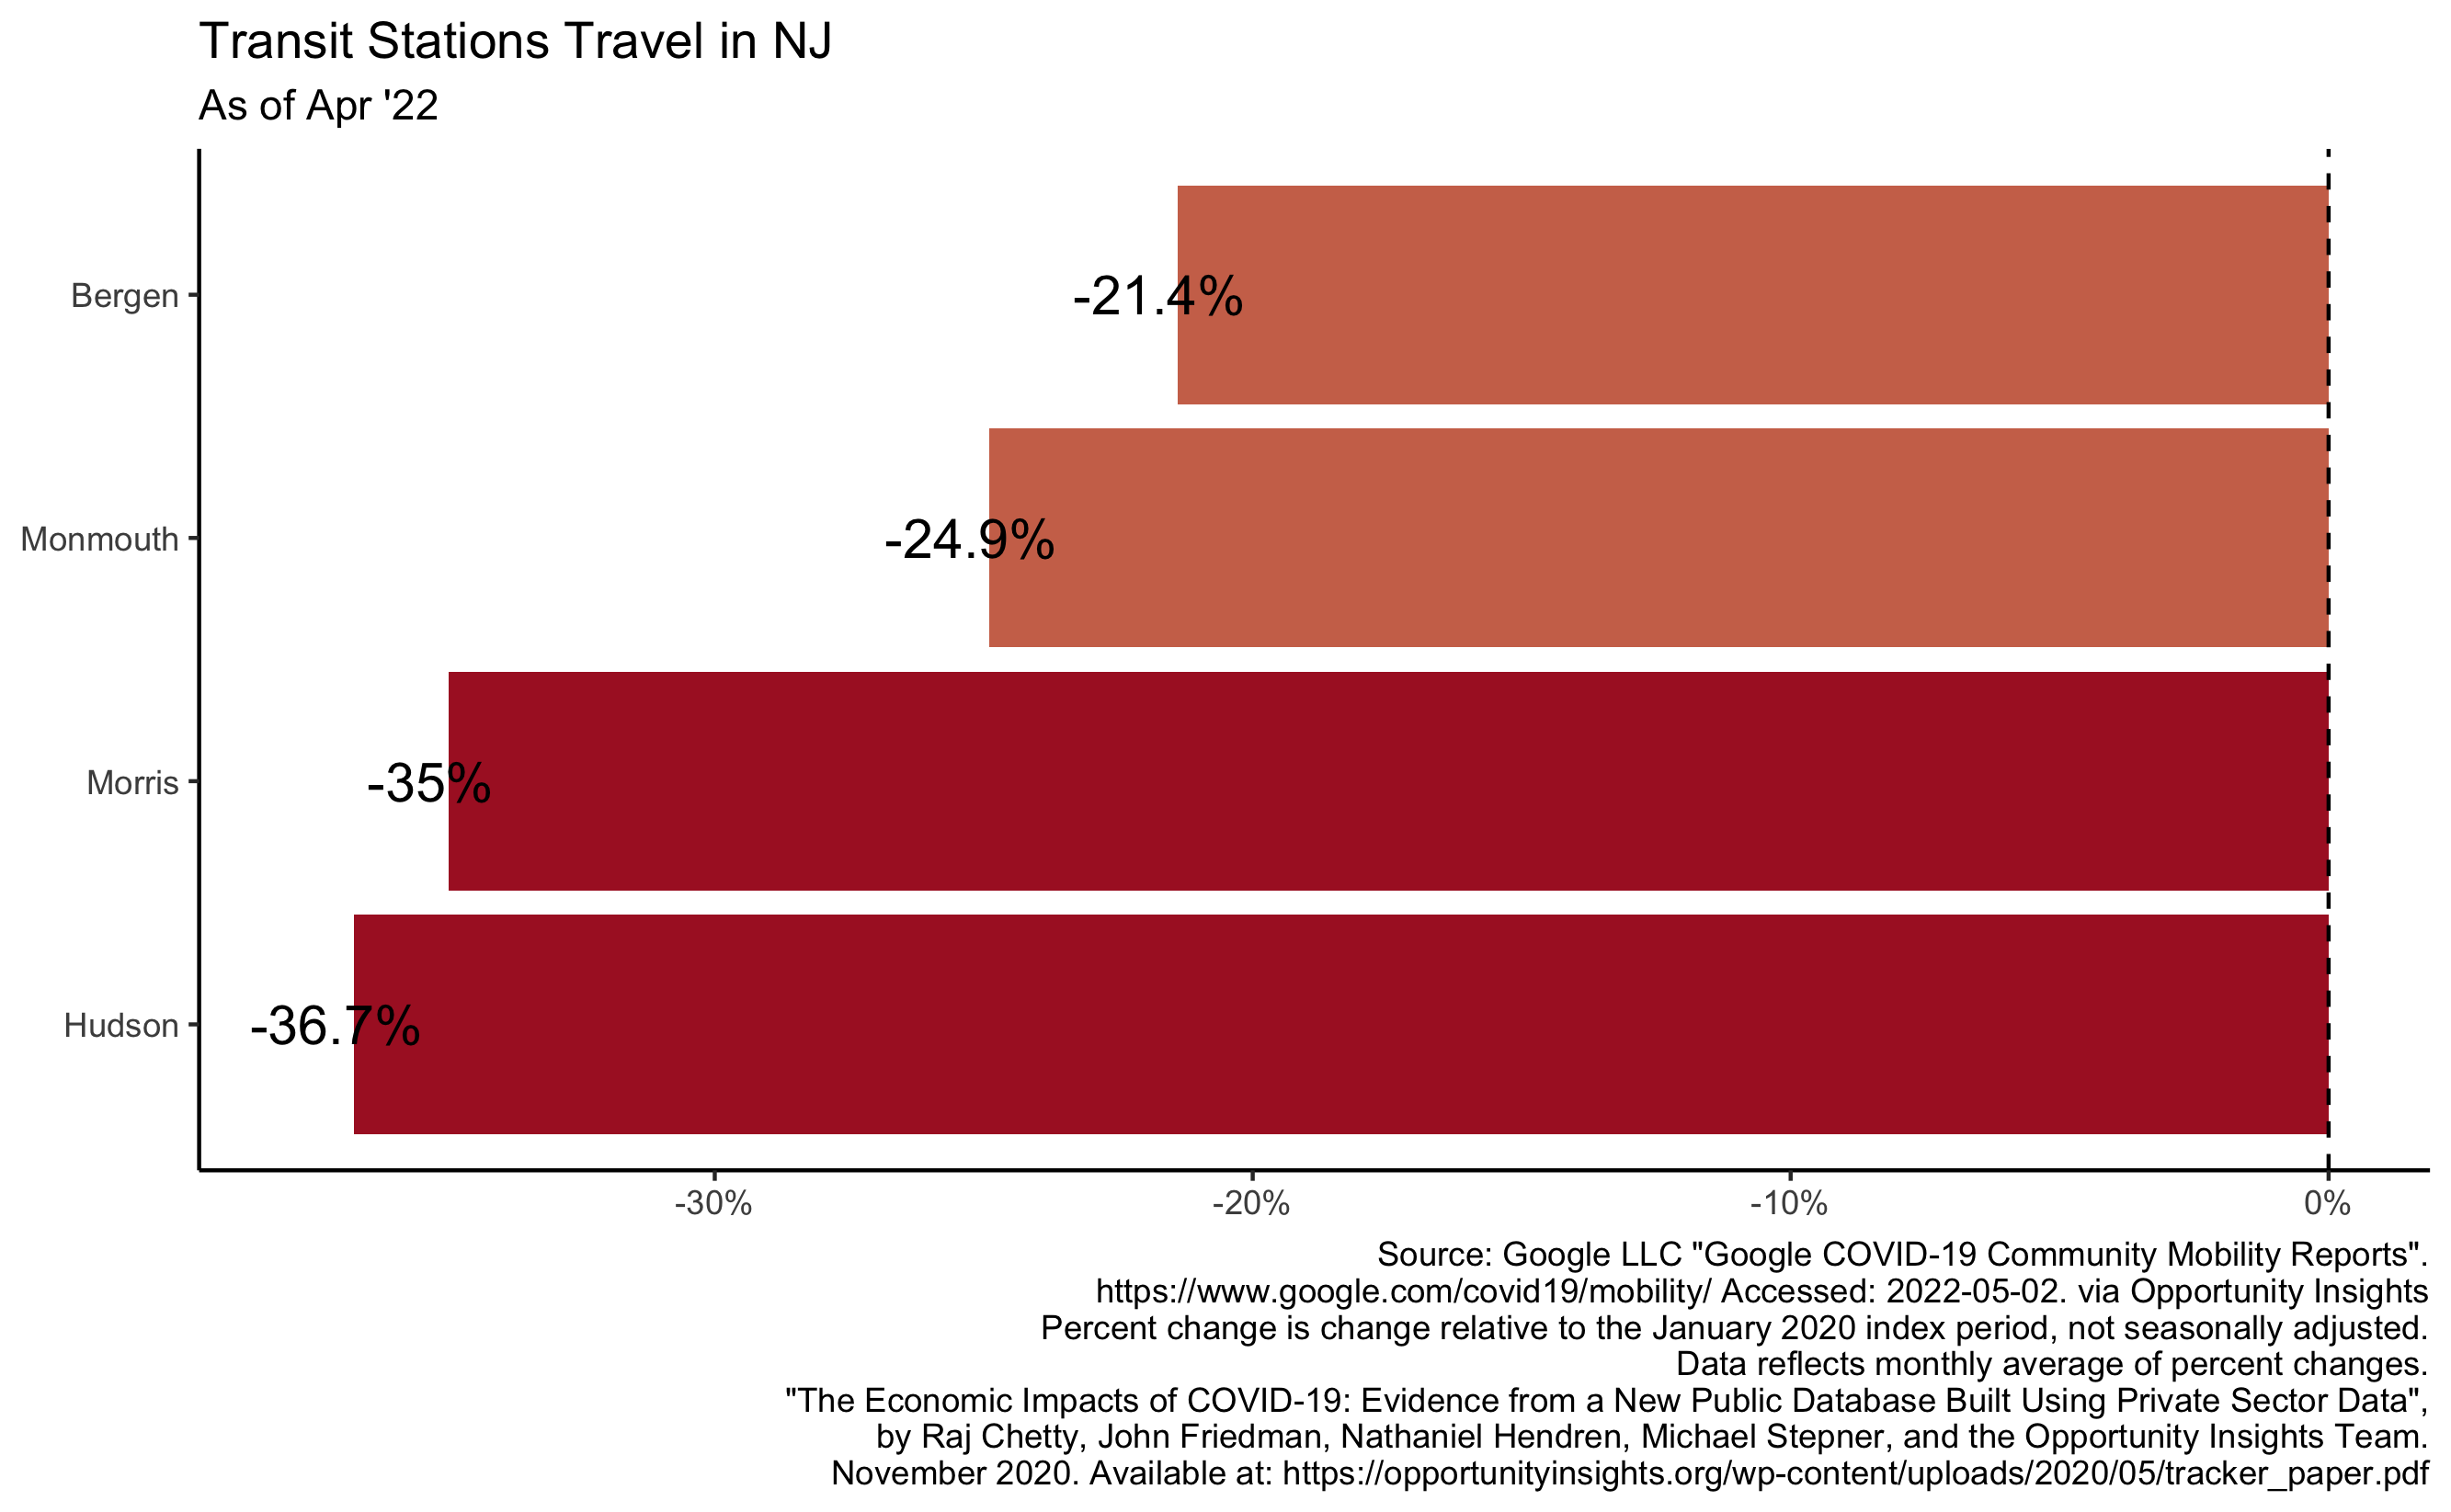 Transit Stations Travel in NJ
As of Apr '22
Bergen
-21.4%
Monmouth
-24.9%
Morris
-35%
Hudson
-36.7%
-30%
-20%
-10%
0%
Source: Google LLC "Google COVID-19 Community Mobility Reports".
https://www.google.com/covid19/mobility/ Accessed: 2022-05-02. via Opportunity Insights
Percent change is change relative to the January 2020 index period, not seasonally adjusted.
Data reflects monthly average of percent changes.
"The Economic Impacts of COVID-19: Evidence from a New Public Database Built Using Private Sector Data",
by Raj Chetty, John Friedman, Nathaniel Hendren, Michael Stepner, and the Opportunity Insights Team.
November 2020. Available at: https://opportunityinsights.org/wp-content/uploads/2020/05/tracker_paper.pdf